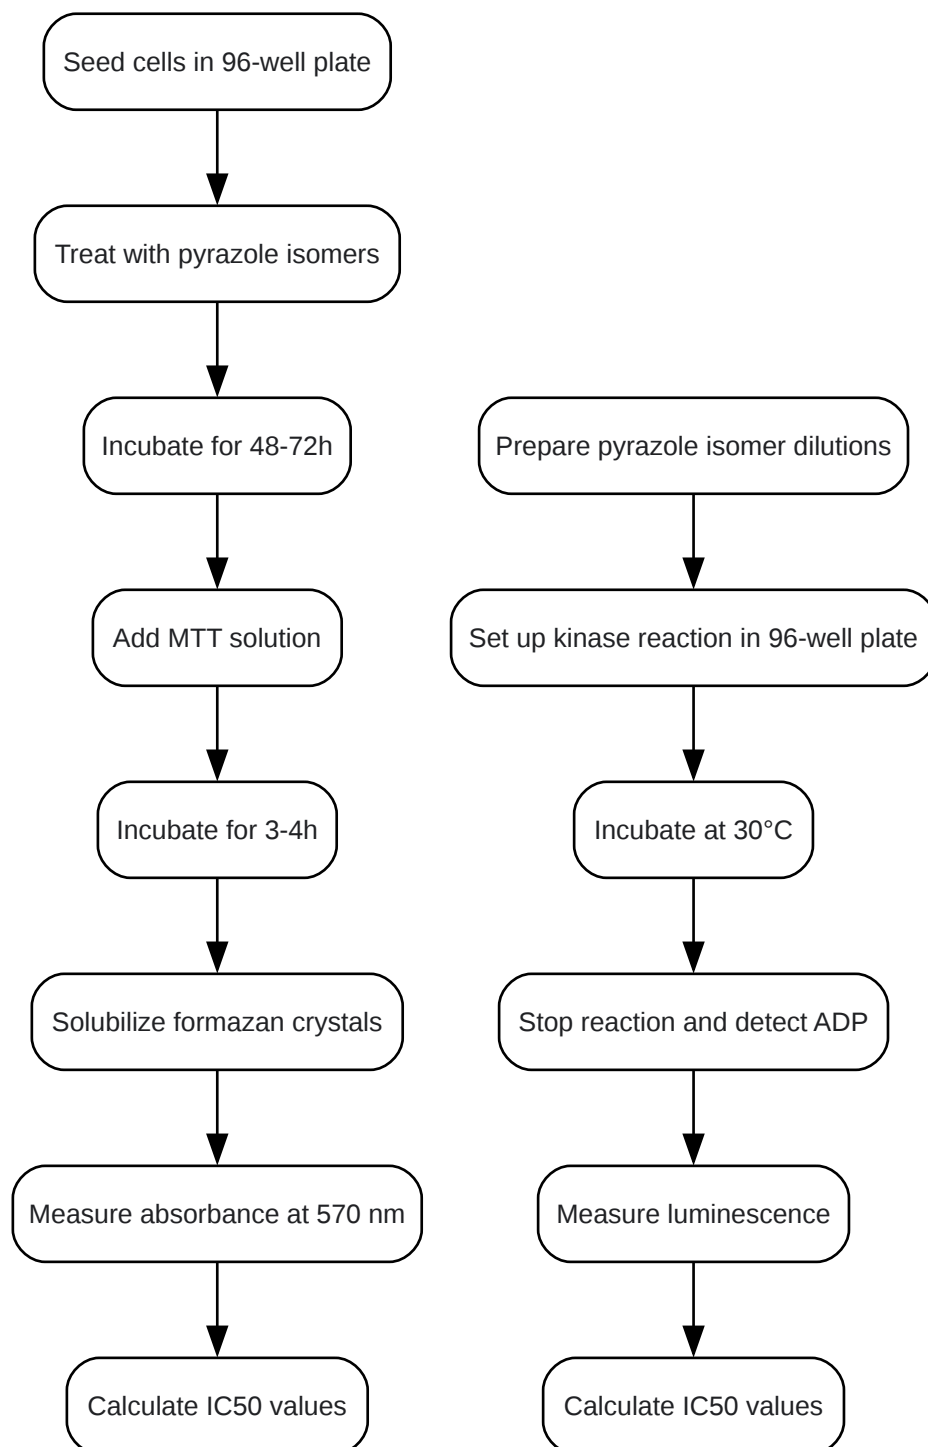 Seed cells in 96-well plate
Treat with pyrazole isomers
Incubate for 48-72h
Add MTT solution
Incubate for 3-4h
Solubilize formazan crystals
Measure absorbance at 570 nm
Calculate IC50 values
Prepare pyrazole isomer dilutions
Set up kinase reaction in 96-well plate
Incubate at 30°C
Stop reaction and detect ADP
Measure luminescence
Calculate IC50 values